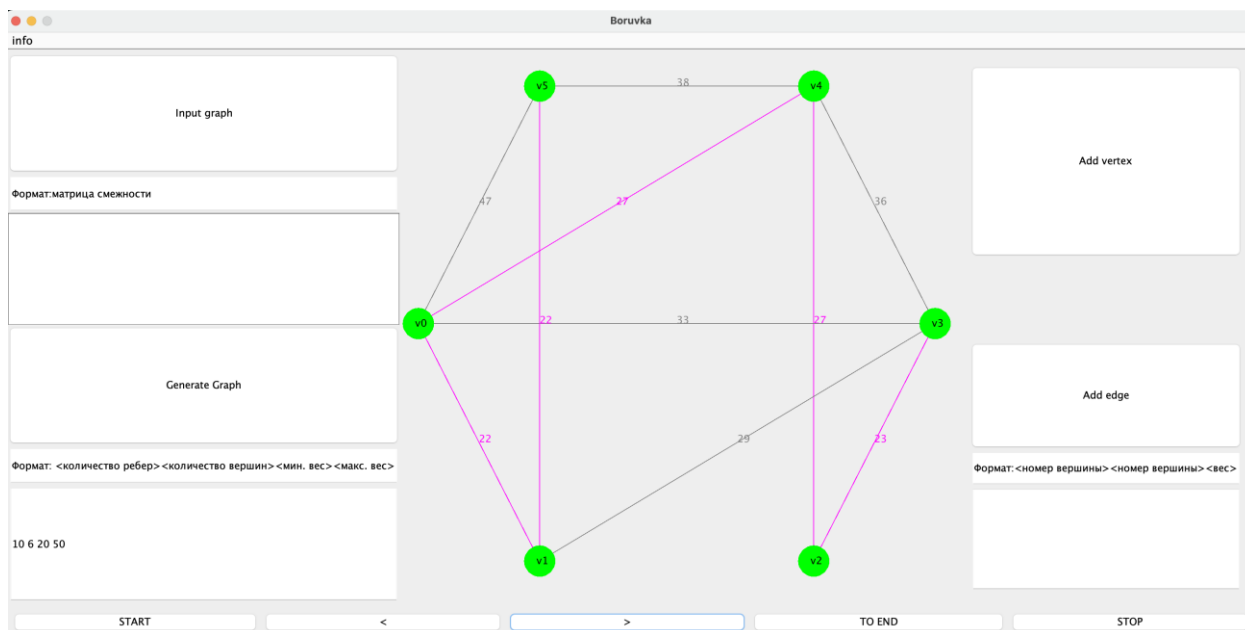 Boruvka
info
Input graph
Формат:матрица смежности
Generate Graph
Формат: <количество ребер><количество вершин><мин. вес><макс. вес>
10 6 20 50
v5
38
v4
47
27
36
v0
22
33
27
v3
22
29
23
v1
v2
Add vertex
Add edge
Формат:<номер вершины><номер вершины><вес>
START
<
>
TO END
STOP